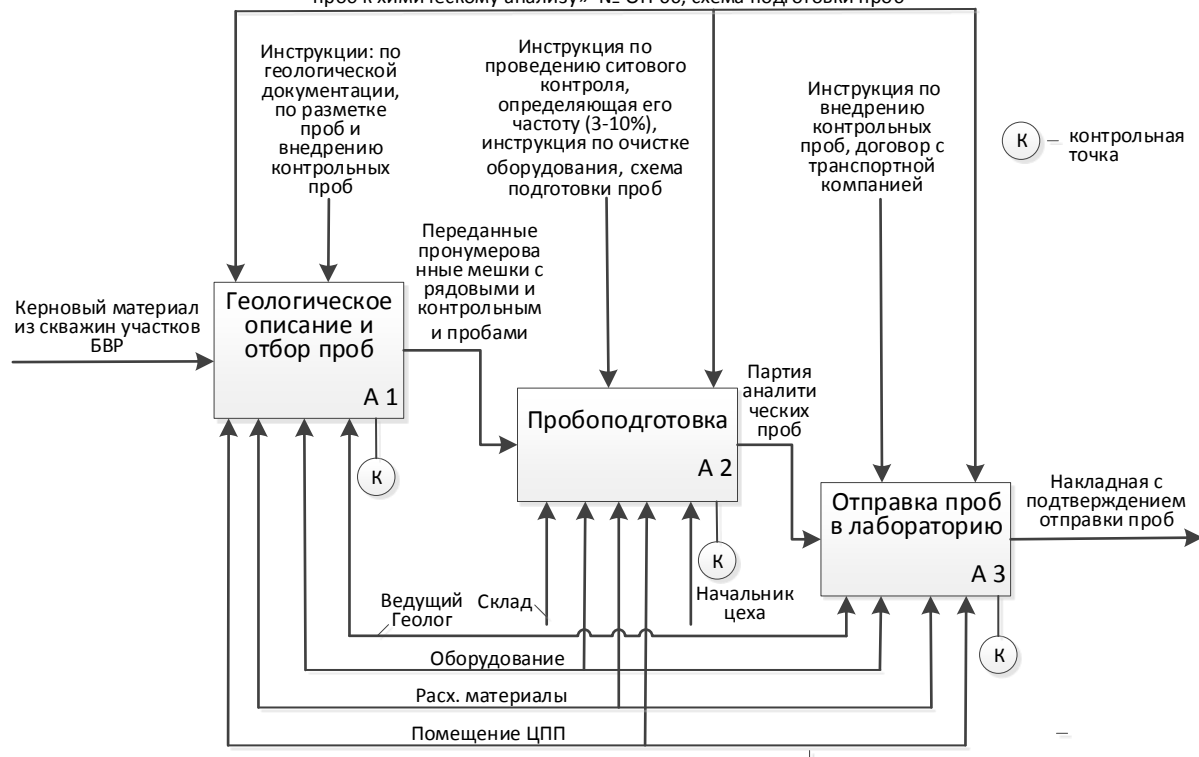 проб к химическому анализу» № СТП 66, схема подготовки проб
Инструкции: по
геологической
документации,
по разметке
проб и
внедрению
контрольных
проб
Инструкция по
проведению ситового
контроля,
определяющая его
частоту (3-10%),
инструкция по очистке
оборудования, схема
подготовки проб
Инструкция по
внедрению
контрольных
проб, договор с
транспортной
компанией
К
– контрольная
точка
Переданные
пронумерова
нные мешки с
рядовыми и
контрольным
и пробами
Керновый материал
из скважин участков
БВР
Геологическое
описание и
отбор проб
А 1
К
Партия
аналити
ческих
проб
Пробоподготовка
А 2
К
Накладная с
подтверждением
отправки проб
Отправка проб
в лабораторию
А 3
К
Ведущий
Геолог
Склад
Начальник
цеха
Оборудование
Расх. материалы
Помещение ЦПП